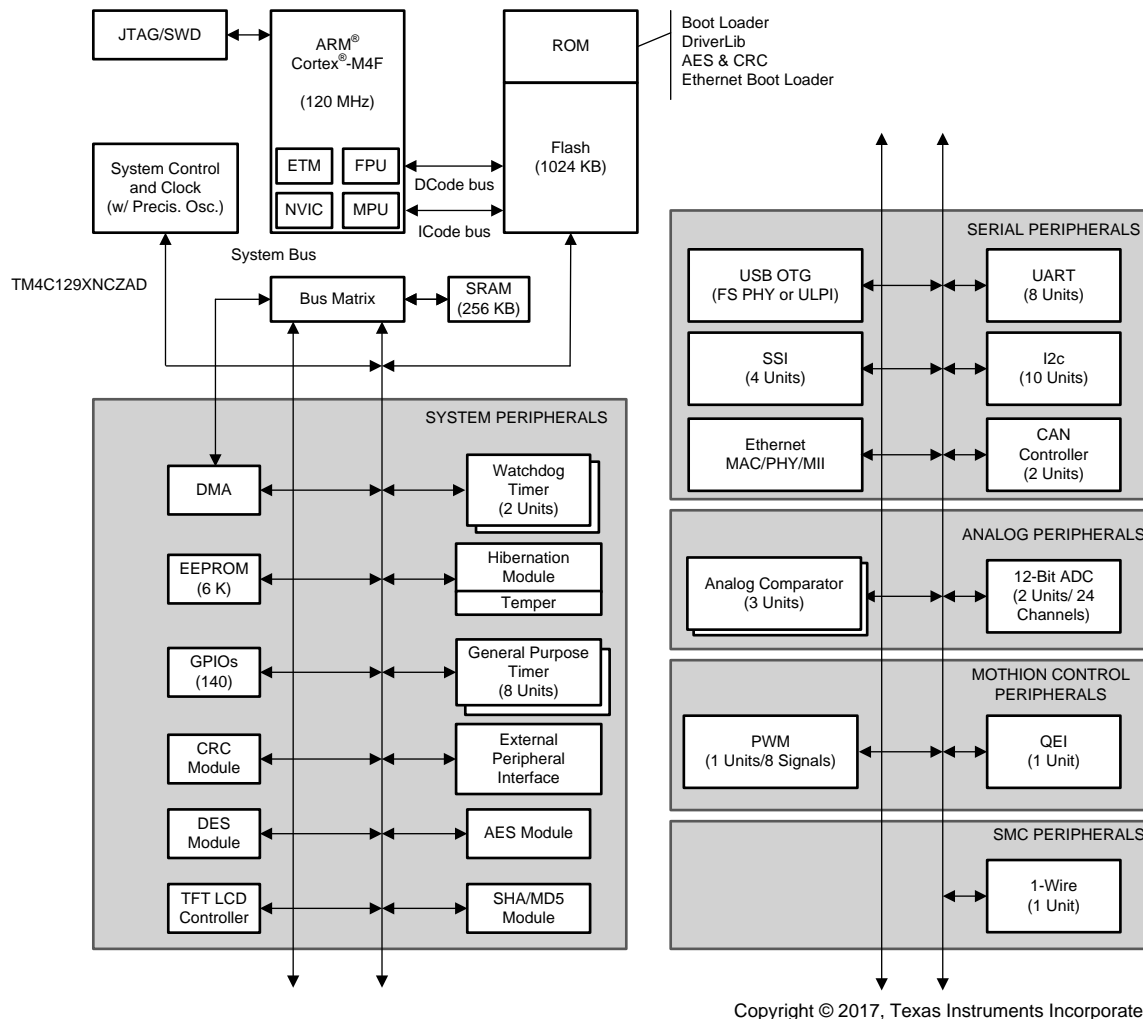 JTAG/SWD
ARM®
Cortex®-M4F
(120 MHz)
ETM
FPU
NVIC
MPU
ROM
Boot Loader
DriverLib
AES & CRC
Ethernet Boot Loader
Flash
(1024 KB)
DCode bus
ICode bus
System Control
and Clock
(w/ Precis. Osc.)
System Bus
TM4C129XNCZAD
Bus Matrix
SRAM
(256 KB)
SYSTEM PERIPHERALS
DMA
Watchdog
Timer
(2 Units)
EEPROM
(6 K)
Hibernation
Module
Temper
GPIOs
(140)
General Purpose
Timer
(8 Units)
CRC
Module
External
Peripheral
Interface
DES
Module
AES Module
TFT LCD
Controller
SHA/MD5
Module
SERIAL PERIPHERALS
USB OTG
(FS PHY or ULPI)
UART
(8 Units)
SSI
(4 Units)
I2c
(10 Units)
Ethernet
MAC/PHY/MII
CAN
Controller
(2 Units)
ANALOG PERIPHERALS
Analog Comparator
(3 Units)
12-Bit ADC
(2 Units/ 24
Channels)
MOTHION CONTROL
PERIPHERALS
PWM
(1 Units/8 Signals)
QEI
(1 Unit)
SMC PERIPHERALS
1-Wire
(1 Unit)
Copyright © 2017, Texas Instruments Incorporate